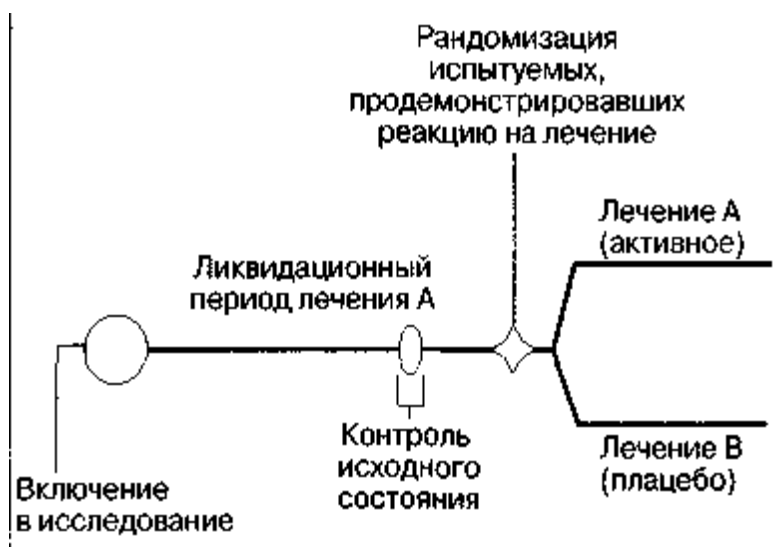 Рандомизация
испытуемых,
продемонстрировавших
реакцию на лечение
Лечение А
(активное)
Ликвидационный
период лечения А
Контроль
исходного
состояния
Лечение В
(плацебо)
Включение
в исследование